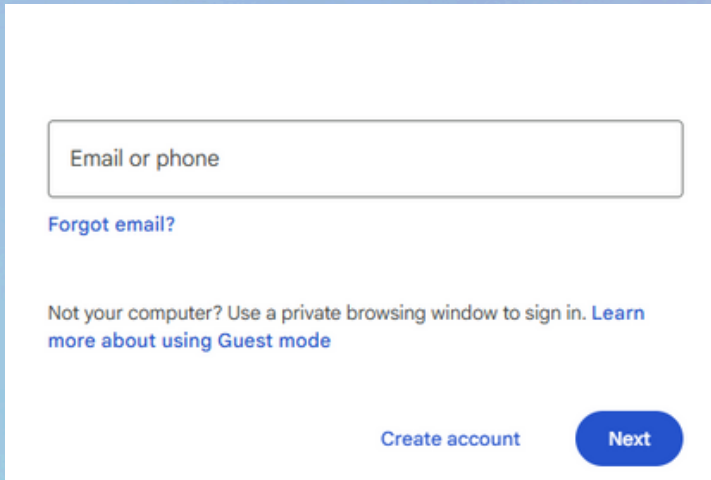 Email or phone
Forgot email?
Not your computer? Use a private browsing window to sign in. Learn
more about using Guest mode
Create account
Next